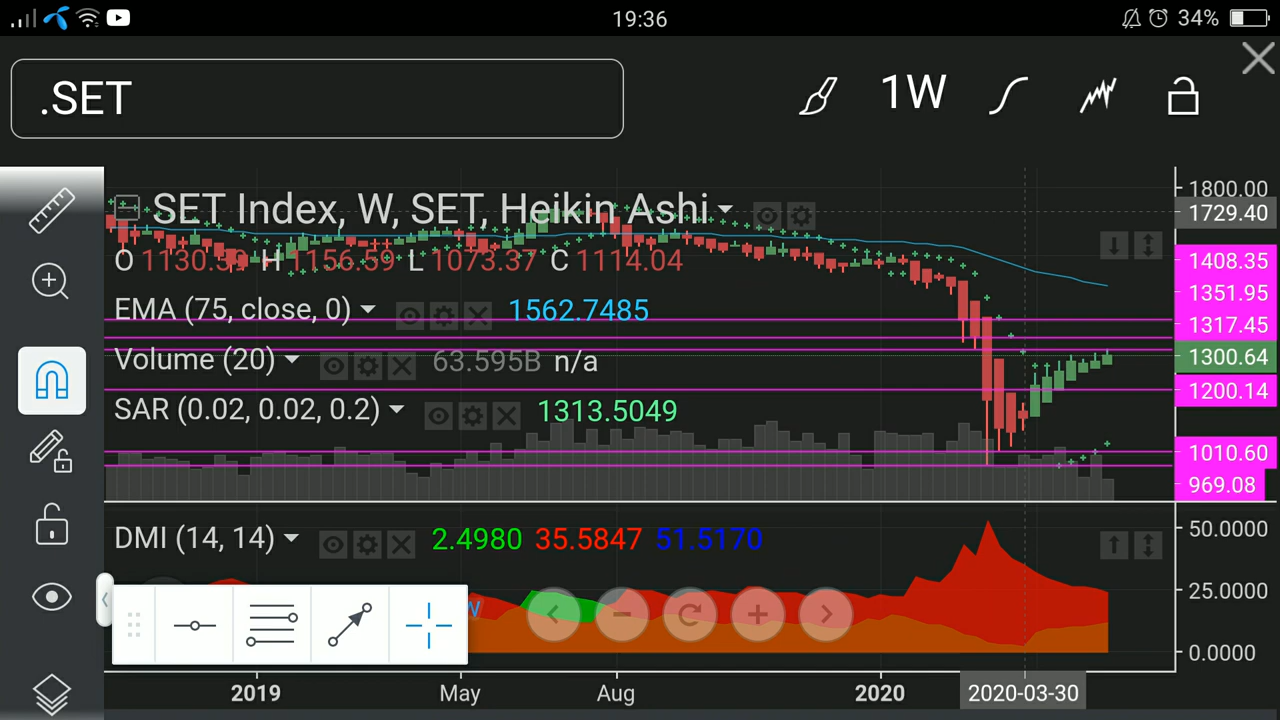 19:36
34%
.SET
1W
SET Index, W, SET, Heikin Ashi
O 1130.39 H 1156.59 L 1073.37 C 1114.04
EMA (75, close, 0) 1562.7485
Volume (20) 63.595B n/a
SAR (0.02, 0.02, 0.2) 1313.5049
1800.00
1729.40
1408.35
1351.95
1317.45
1300.64
1200.14
1010.60
969.08
DMI (14, 14) 2.4980 35.5847 51.5170
50.0000
25.0000
0.0000
2019 May Aug 2020 2020-03-30